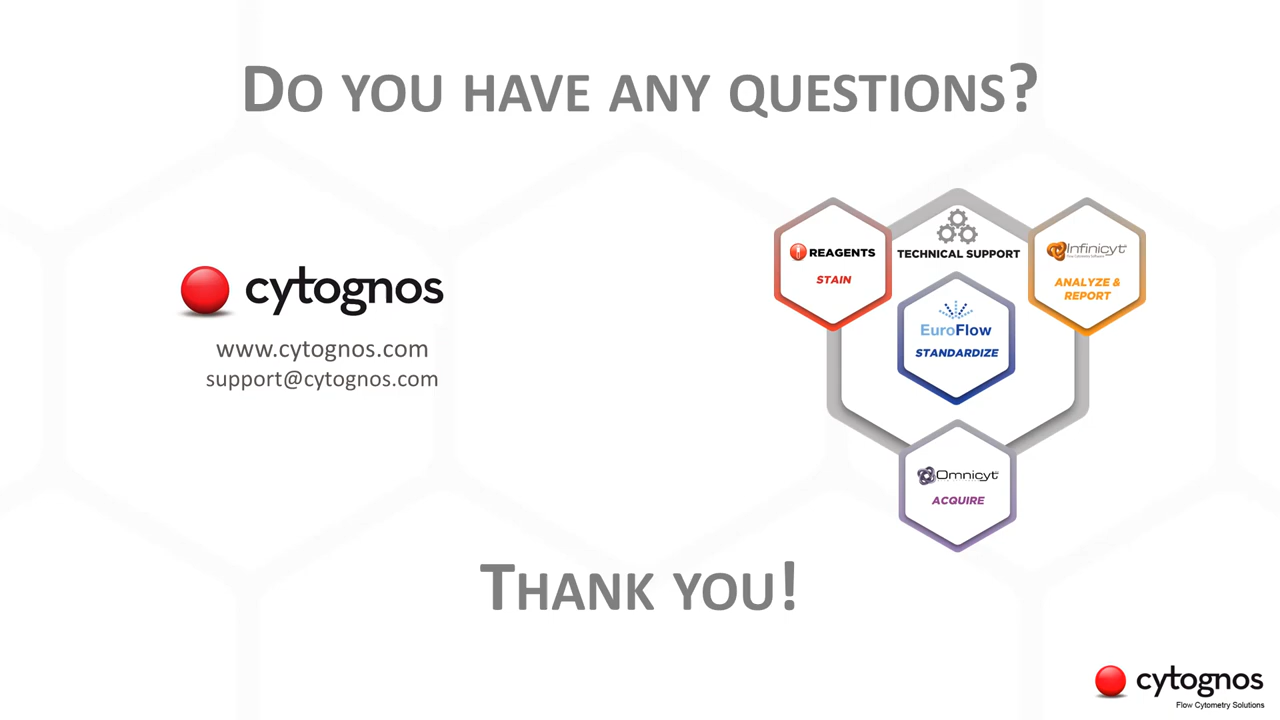 DO YOU HAVE ANY QUESTIONS?
cytognos
www.cytognos.com
support@cytognos.com
REAGENTS
STAIN
TECHNICAL SUPPORT
Infinicyt
ANALYZE &
REPORT
EuroFlow
STANDARDIZE
Omnicyt
ACQUIRE
THANK YOU!
cytognos
Flow Cytometry Solutions